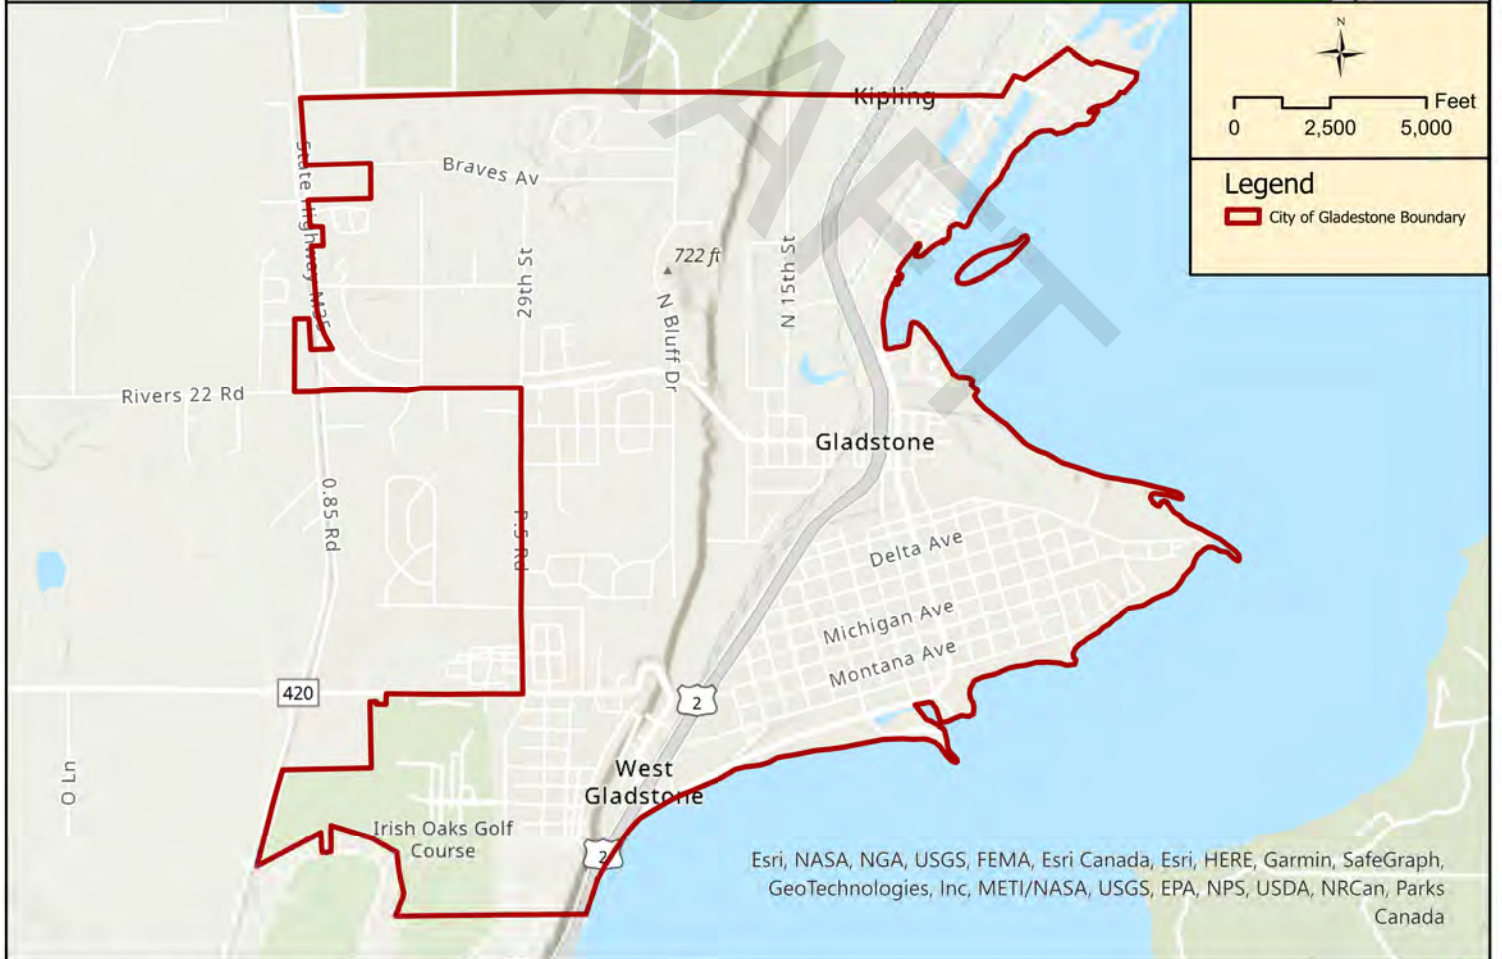 N
Feet
0 2,500 5,000
Legend
City of Gladestone Boundary
Kipling
Braves Av
State Highway M35
722 ft
29th St
N 15th St
N Bluff Dr
Rivers 22 Rd
Gladstone
0.85 Rd
P.5 Rd
Delta Ave
Michigan Ave
Montana Ave
420
2
O Ln
West
Gladstone
Irish Oaks Golf
Course
2
Esri, NASA, NGA, USGS, FEMA, Esri Canada, Esri, HERE, Garmin, SafeGraph,
GeoTechnologies, Inc, METI/NASA, USGS, EPA, NPS, USDA, NRCan, Parks
Canada